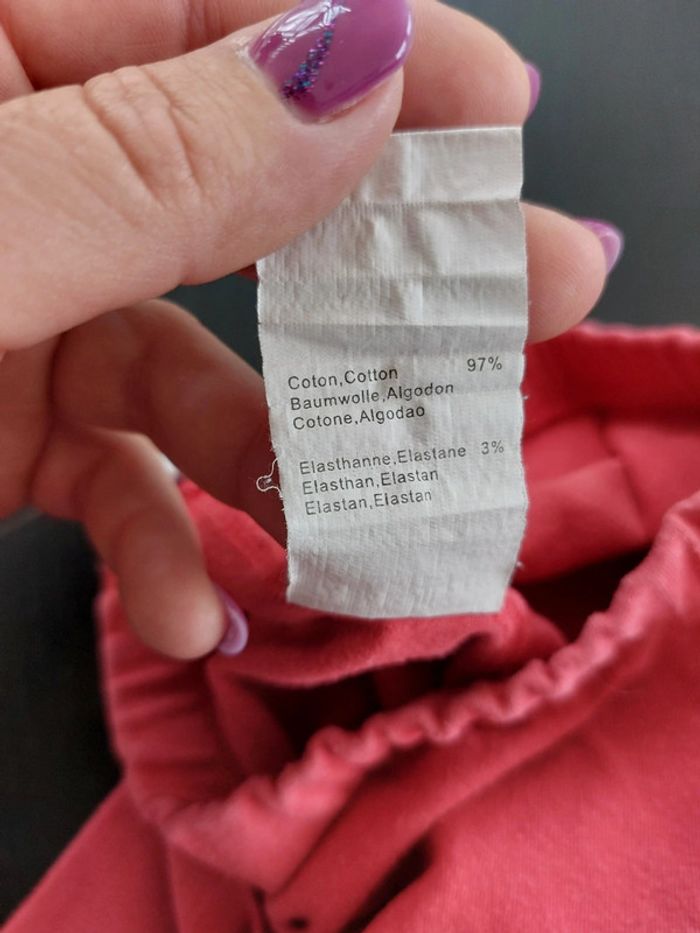 Coton,Cotton 97%
Baumwolle,Algodon
Cotone,Algodao
Elasthanne,Elastane 3%
Elasthan,Elastan
Elastan,Elastan